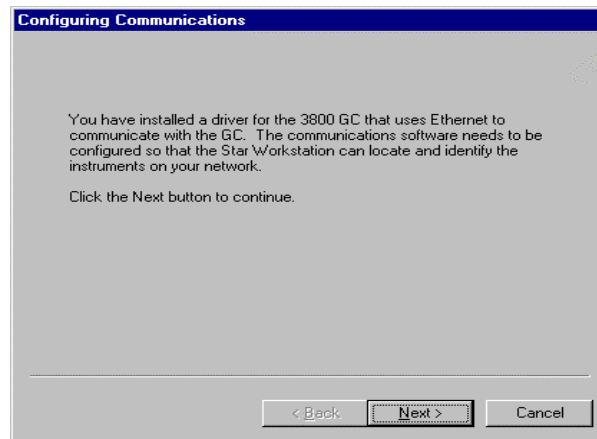 Configuring Communications
You have installed a driver for the 3800 GC that uses Ethernet to
communicate with the GC.  The communications software needs to be
configured so that the Star Workstation can locate and identify the
instruments on your network.
Click the Next button to continue.
< Back Next > Cancel